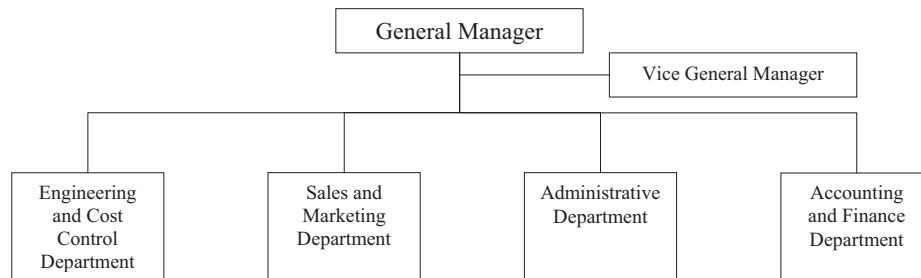 General Manager
Vice General Manager
Engineering
and Cost
Control
Department
Sales and
Marketing
Department
Administrative
Department
Accounting
and Finance
Department